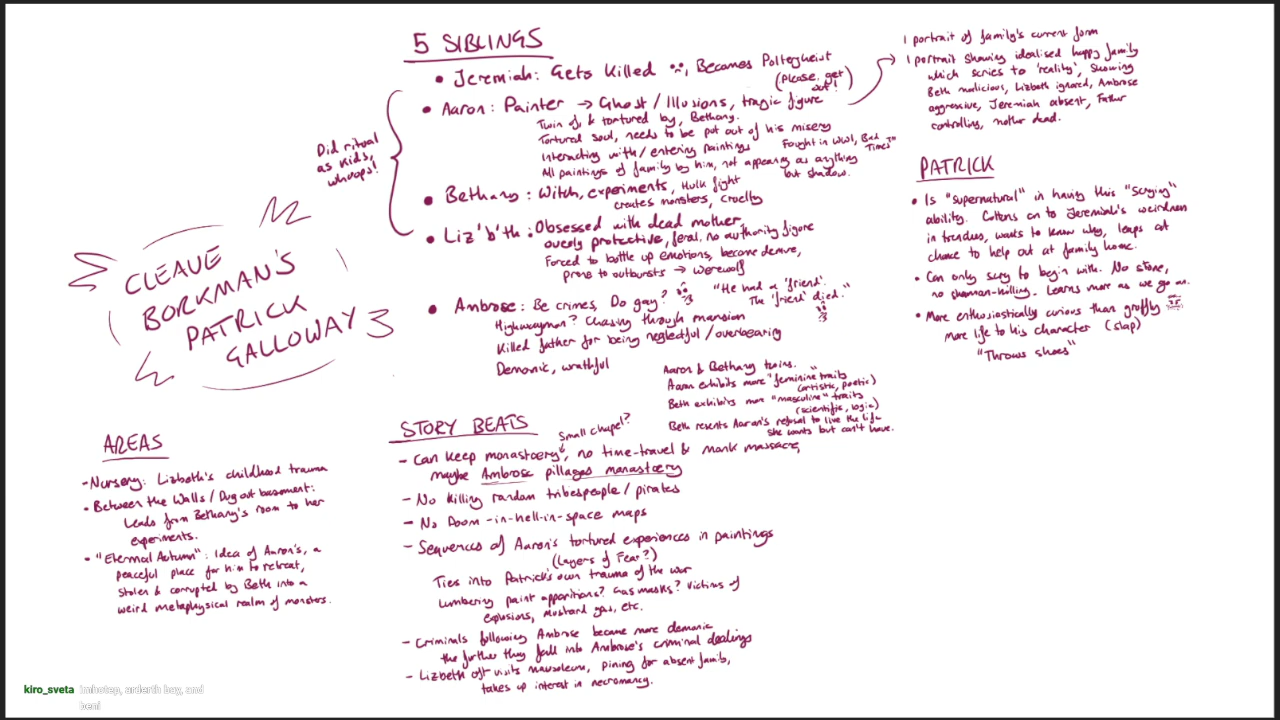 CLEAVE
BORKMAN'S
PATRICK
GALLOWAY 3
5 SIBLINGS
• Jeremiah: Gets Killed :(, Becomes Poltergheist
(please, get
out!)
• Aaron: Painter → Ghost / Illusions, tragic figure
Twin of, & tortured by, Bethany.
Tortured soul, needs to be put out of his misery
Interacting with/entering paintings
Fought in WWI, "Bad
Times"
All paintings of family by him, not appearing as anything
but shadow.
• Bethany: Witch, experiments, Hulk fight
creates monsters, cruelty
• Liz'b'th: Obsessed with dead mother
overly protective, feral, no authority figure
Forced to bottle up emotions, become demure,
prone to outbursts → werewolf
Did ritual
as kids,
whoops!
• Ambrose: Be crimes, Do gay?
"He had a 'friend'.
The 'friend' died."
Highwayman? Chasing through mansion
Killed father for being neglectful/overbearing
Demonic, wrathful
Aaron & Bethany twins.
Aaron exhibits more "feminine" traits
(artistic, poetic)
Beth exhibits more "masculine" traits
(scientific, logic)
Beth resents Aaron's refusal to live the life
she wants but can't have.
1 portrait of family's current form
1 portrait showing idealised happy family
which scries to 'reality', showing
Beth malicious, Lizbeth ignored, Ambrose
aggressive, Jeremiah absent, Father
controlling, mother dead.
PATRICK
• Is "supernatural" in having this "scrying"
ability. Cottons on to Jeremiah's weirdness
in trenches, wants to know why, leaps at
chance to help out at family home.
• Can only scry to begin with. No stone,
no shaman-killing. Learns more as we go on.
• More enthusiastically curious than gruffly
more life to his character (slap)
"Throws shoes"
AREAS
- Nursery: Lizbeth's childhood trauma
• Between the Walls / Dug out basement:
Leads from Bethany's room to her
experiments.
• "Eternal Autumn": Idea of Aaron's, a
peaceful place for him to retreat,
stolen & corrupted by Beth into a
weird metaphysical realm of monsters.
STORY BEATS
Small chapel?
- Can keep monastery, no time-travel & monk massacre,
maybe Ambrose pillages monastery
- No killing random tribespeople / pirates
- No Doom-in-hell-in-space maps
- Sequences of Aaron's tortured experiences in paintings
(Layers of Fear?)
Ties into Patrick's own trauma of the war
Lumbering paint apparitions? Gas masks? Victims of
explosions, mustard gas, etc.
- Criminals following Ambrose become more demonic
the further they fall into Ambrose's criminal dealings
- Lizbeth oft visits mausoleum, pining for absent family,
takes up interest in necromancy.
kiro_sveta imhotep, arderth bay, and
beni